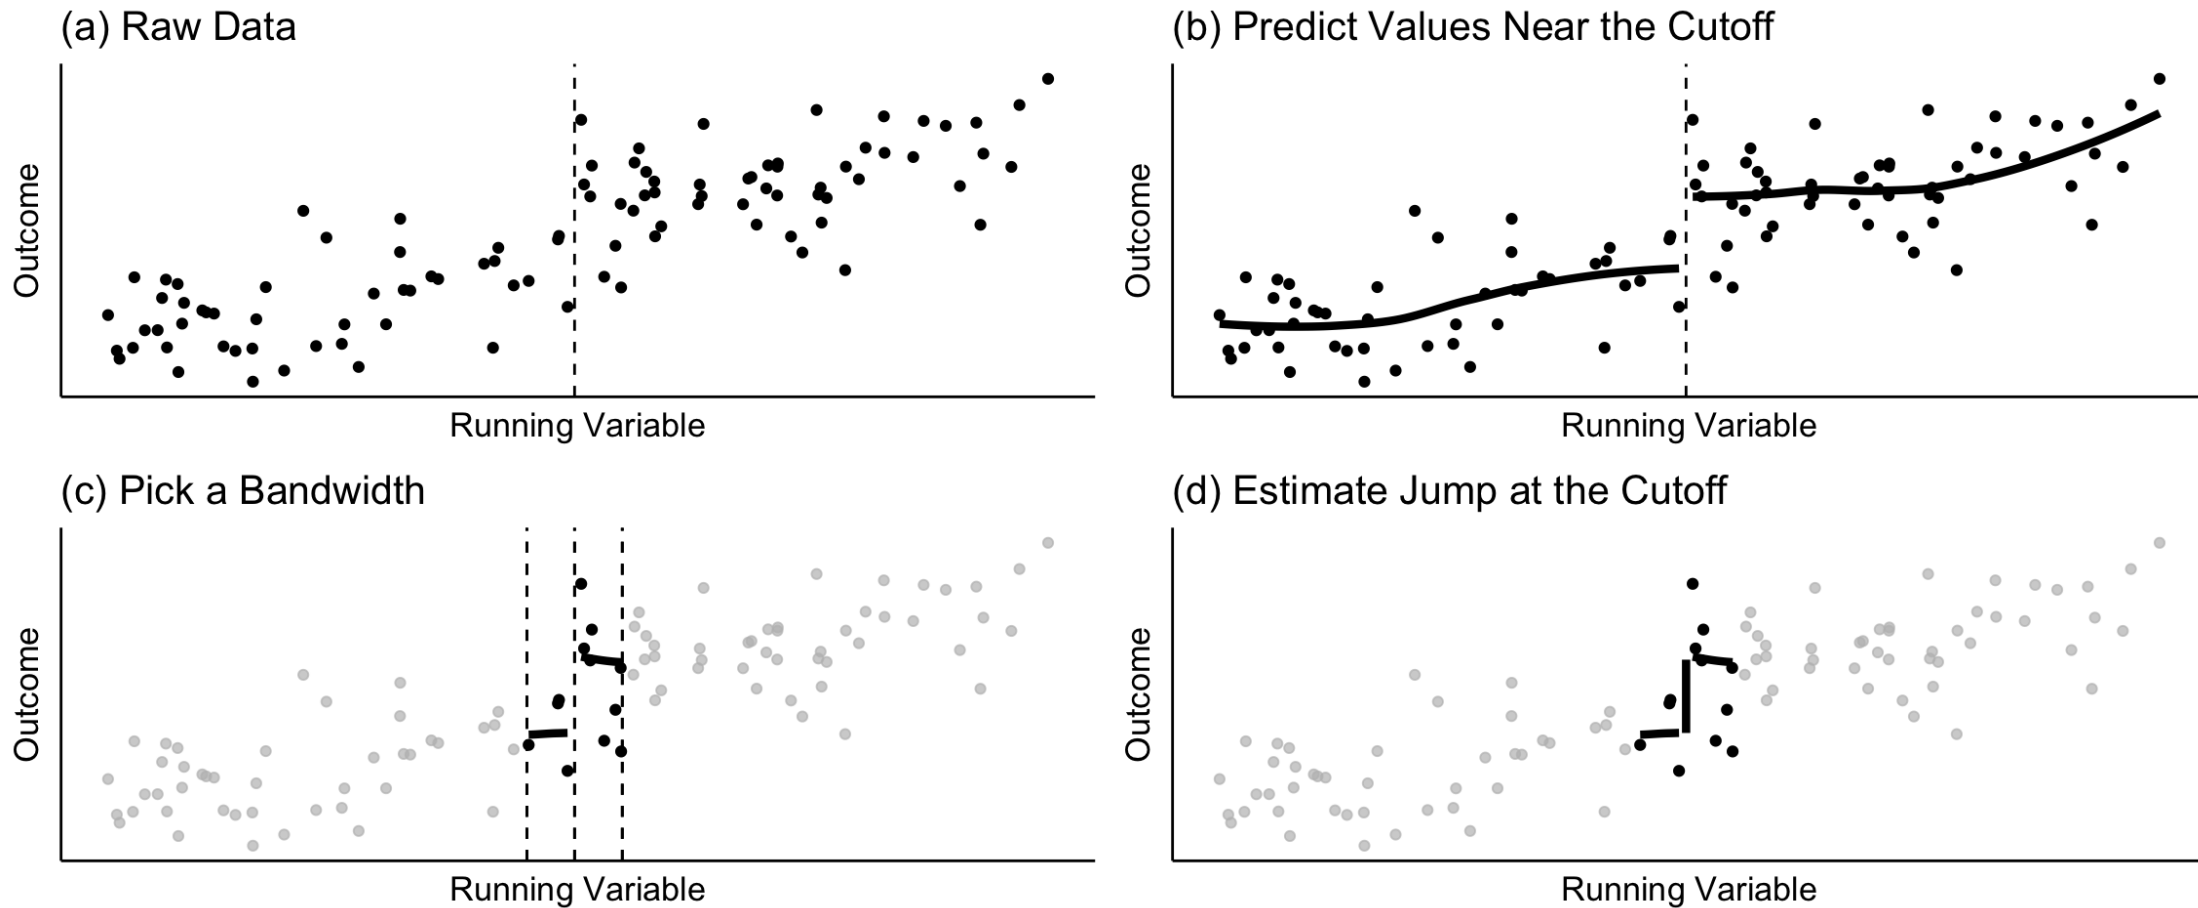 (a) Raw Data
Outcome
Running Variable
(b) Predict Values Near the Cutoff
Outcome
Running Variable
(c) Pick a Bandwidth
Outcome
Running Variable
(d) Estimate Jump at the Cutoff
Outcome
Running Variable